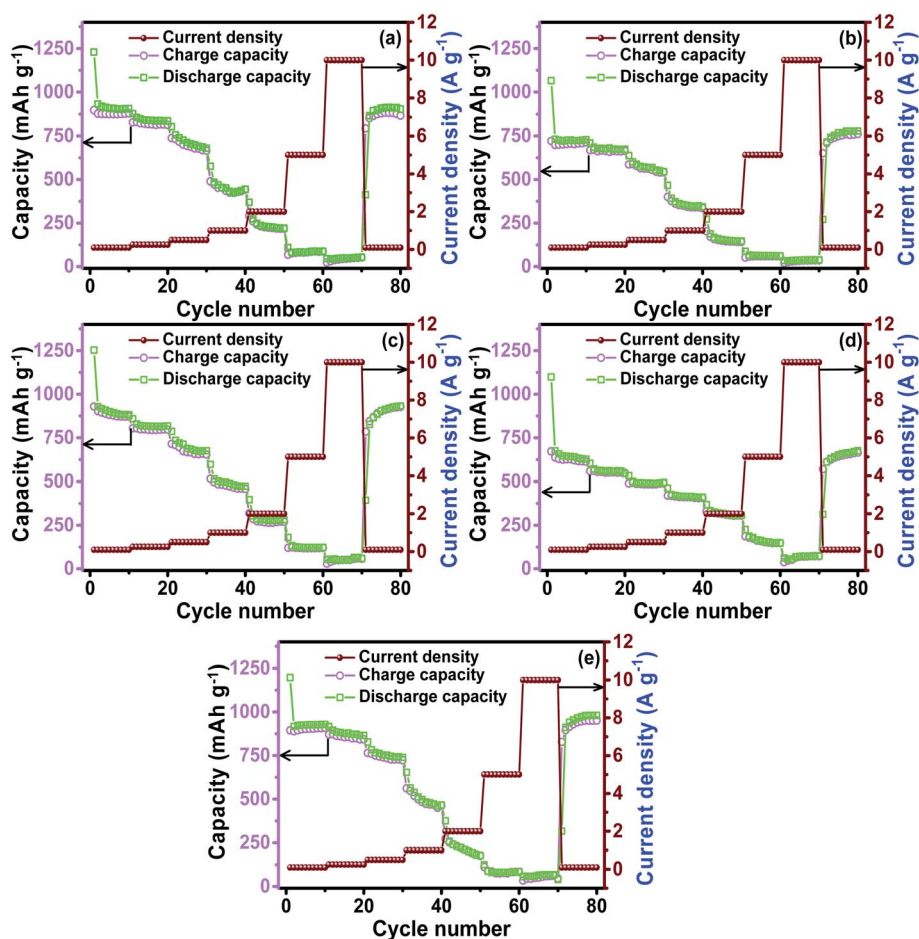 (a)
Current density
Charge capacity
Discharge capacity
Capacity (mAh g⁻¹)
1250
1000
750
500
250
0
Current density (A g⁻¹)
12
10
8
6
4
2
0
0 20 40 60 80
Cycle number
(b)
Current density
Charge capacity
Discharge capacity
Capacity (mAh g⁻¹)
1250
1000
750
500
250
0
Current density (A g⁻¹)
12
10
8
6
4
2
0
0 20 40 60 80
Cycle number
(c)
Current density
Charge capacity
Discharge capacity
Capacity (mAh g⁻¹)
1250
1000
750
500
250
0
Current density (A g⁻¹)
12
10
8
6
4
2
0
0 20 40 60 80
Cycle number
(d)
Current density
Charge capacity
Discharge capacity
Capacity (mAh g⁻¹)
1250
1000
750
500
250
0
Current density (A g⁻¹)
12
10
8
6
4
2
0
0 20 40 60 80
Cycle number
(e)
Current density
Charge capacity
Discharge capacity
Capacity (mAh g⁻¹)
1250
1000
750
500
250
0
Current density (A g⁻¹)
12
10
8
6
4
2
0
0 20 40 60 80
Cycle number